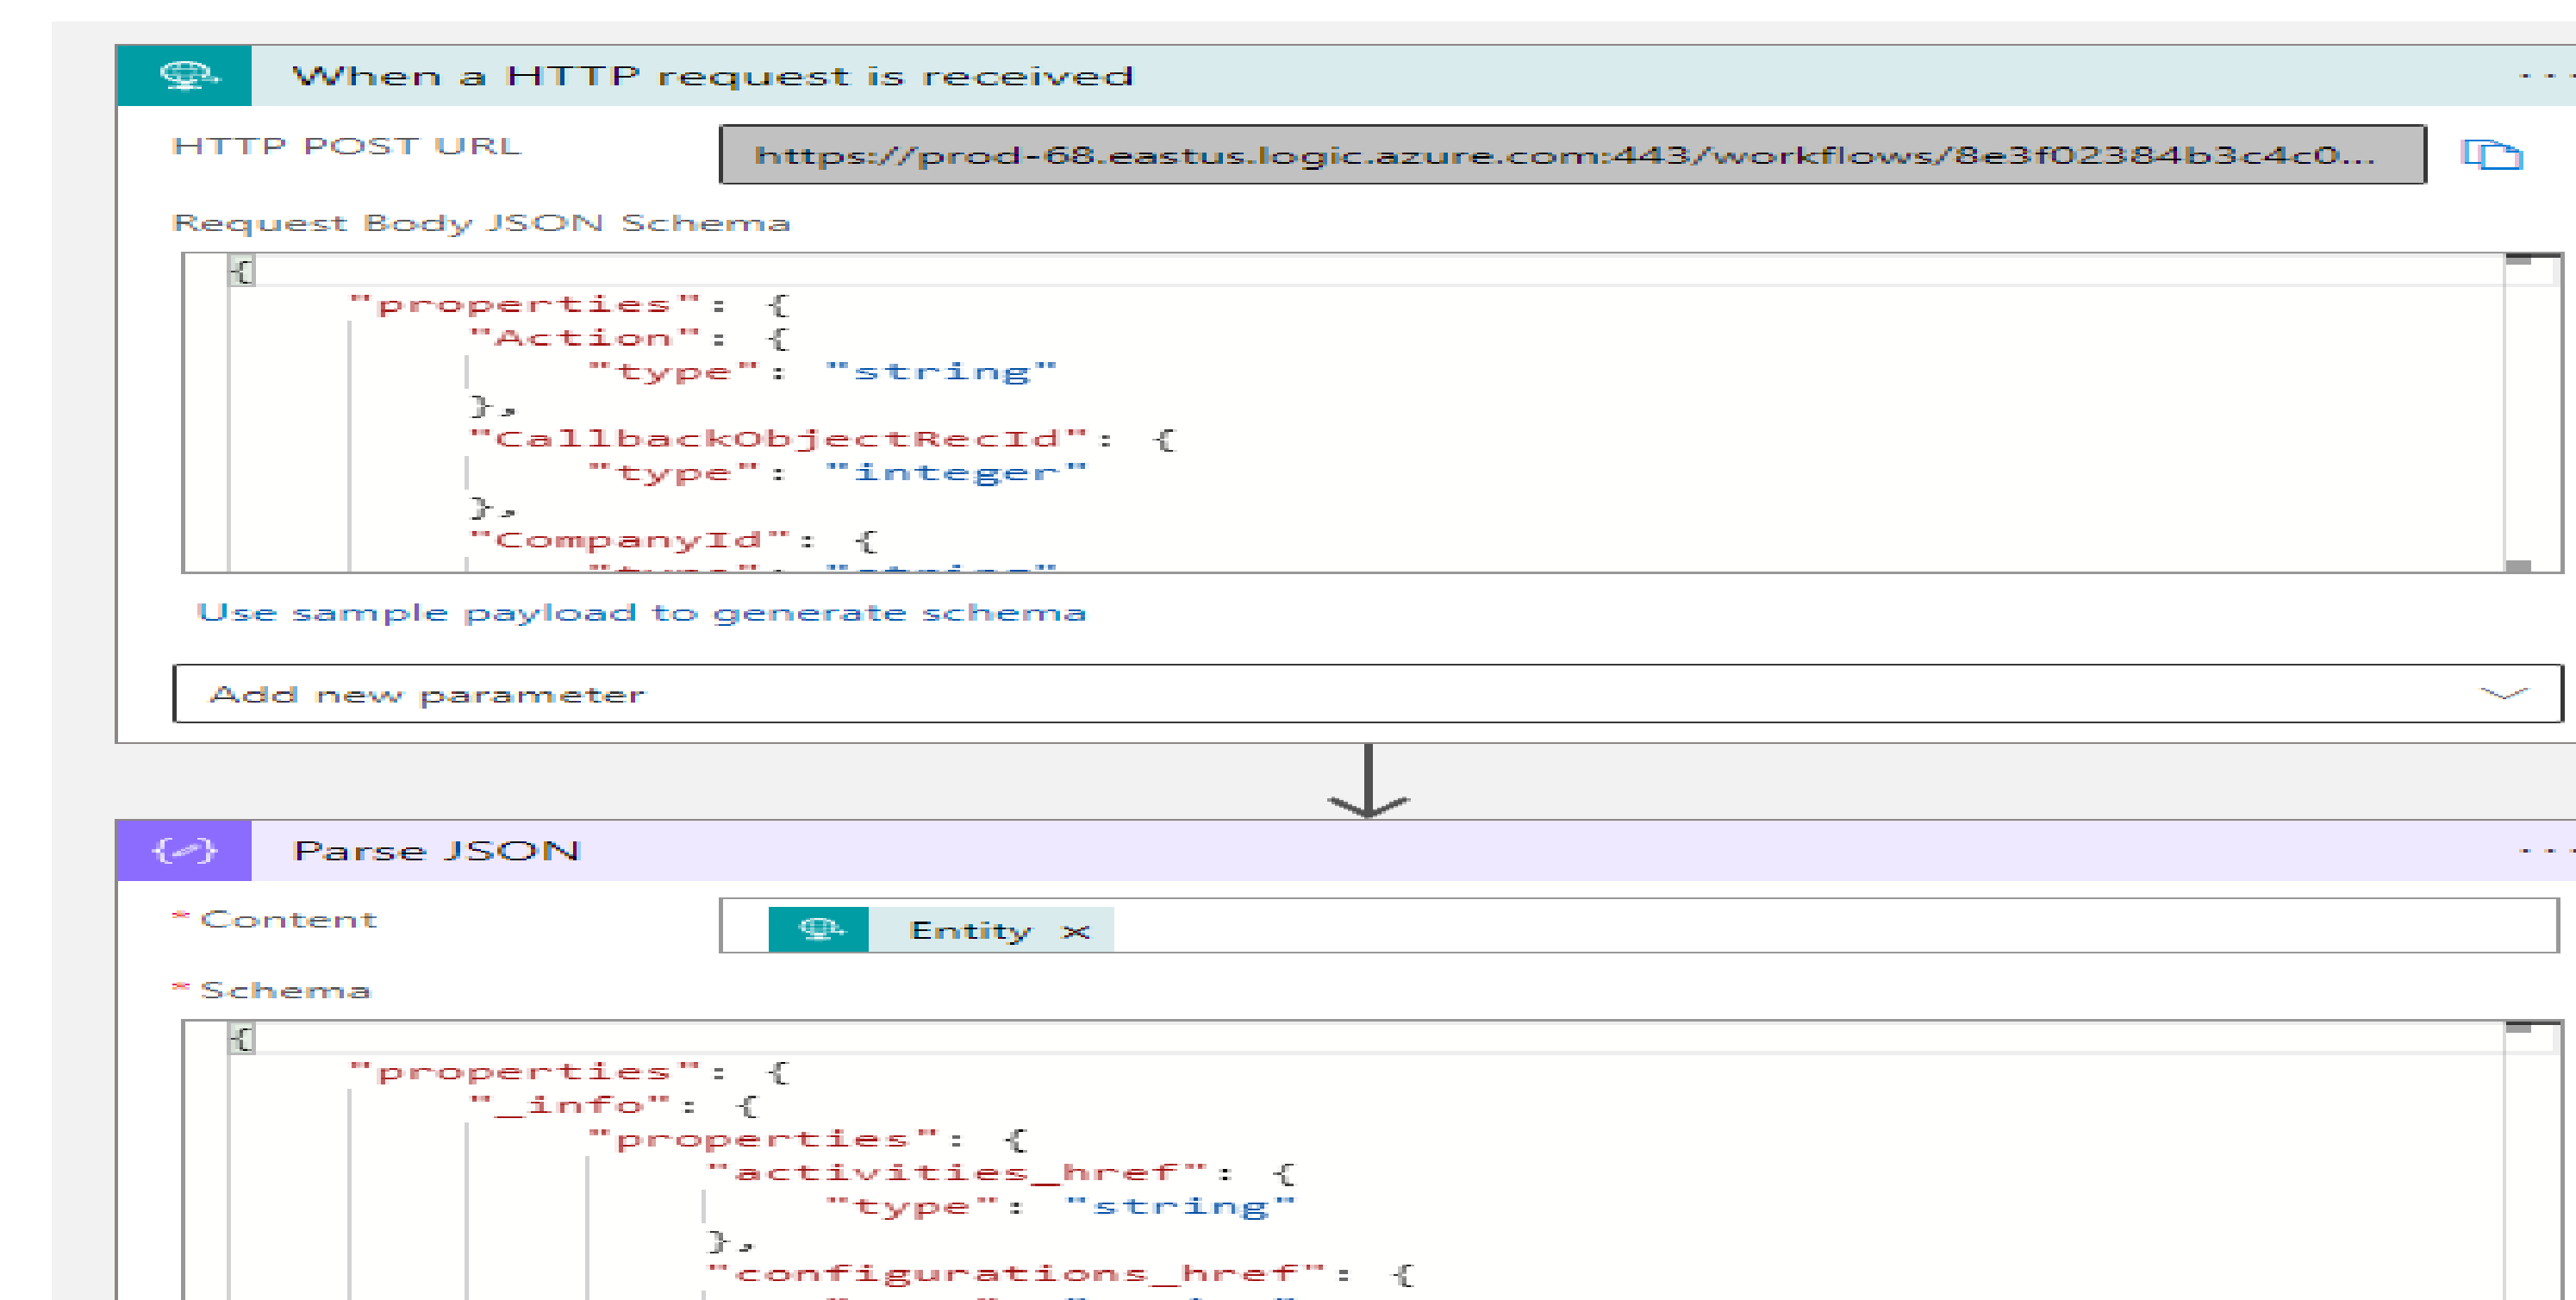 When a HTTP request is received
HTTP POST URL
https://prod-68.eastus.logic.azure.com:443/workflows/8e3f02384b3c4c0...
Request Body JSON Schema
{
"properties": {
"Action": {
"type": "string"
},
"CallbackObjectRecId": {
"type": "integer"
},
"CompanyId": {
"type": "string"
Use sample payload to generate schema
Add new parameter
Parse JSON
* Content
Entity ×
* Schema
{
"properties": {
"_info": {
"properties": {
"activities_href": {
"type": "string"
},
"configurations_href": {